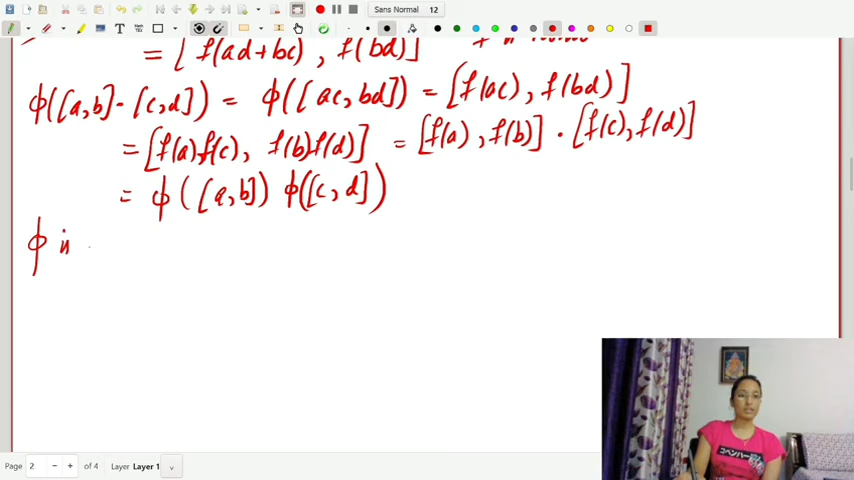 Sans Normal 12
= [f(ad+bc), f(bd)]
ϕ([a,b]·[c,d]) = ϕ([ac, bd]) = [f(ac), f(bd)]
= [f(a)f(c), f(b)f(d)] = [f(a), f(b)] · [f(c), f(d)]
= ϕ([a,b]) ϕ([c,d])
ϕ is
Page 2 of 4 Layer Layer 1